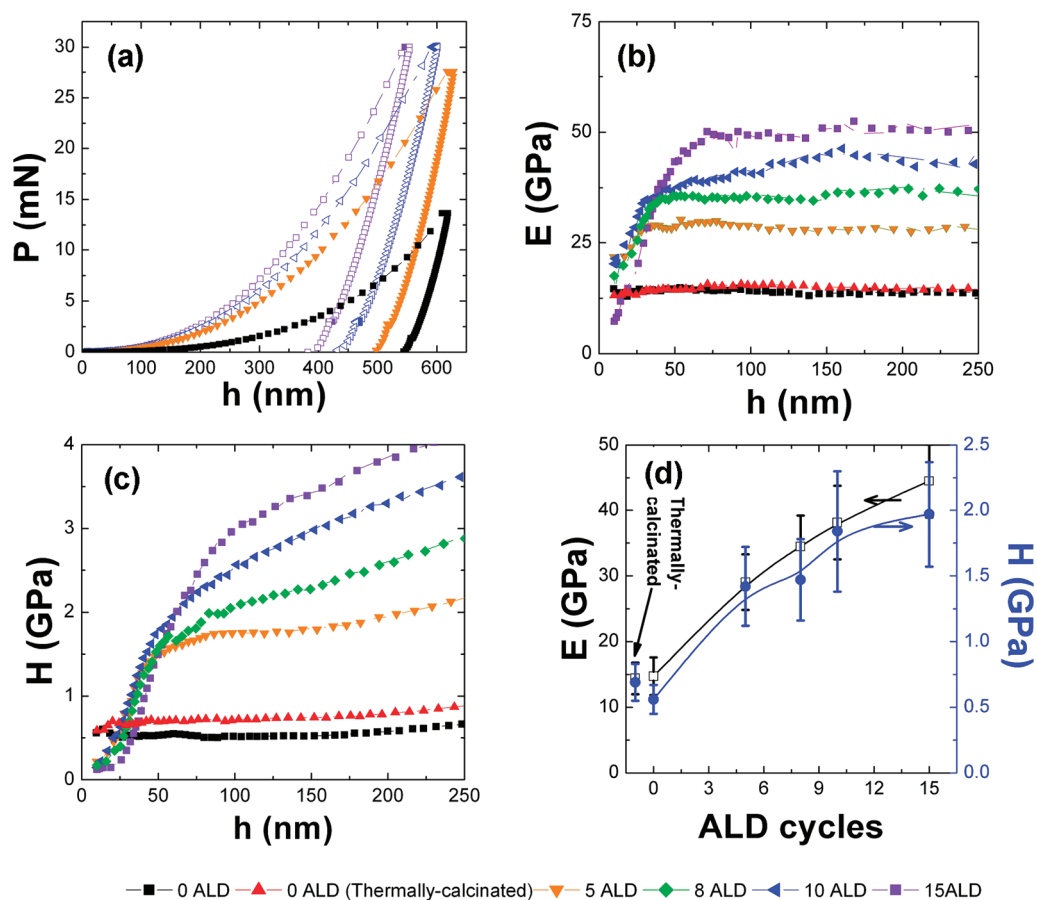 (a)
P (mN)
30
25
20
15
10
5
0
0 100 200 300 400 500 600
h (nm)
(b)
E (GPa)
75
50
25
0
0 50 100 150 200 250
h (nm)
(c)
H (GPa)
4
3
2
1
0
0 50 100 150 200 250
h (nm)
(d)
Thermally-
calcinated
E (GPa)
50
40
30
20
10
0
0 3 6 9 12 15
ALD cycles
2.5
2.0
1.5
1.0
0.5
0.0
H (GPa)
0 ALD 0 ALD (Thermally-calcinated) 5 ALD 8 ALD 10 ALD 15ALD